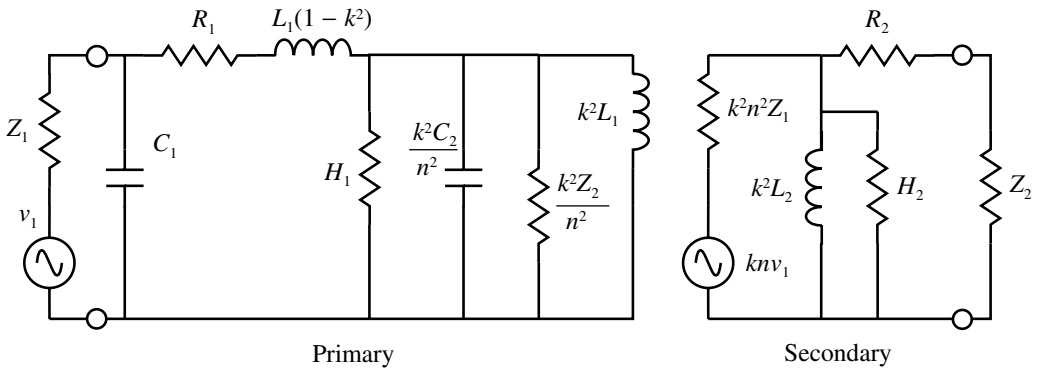 R₁
L₁(1 − k²)
Z₁
C₁
v₁
H₁
k²C₂
n²
k²Z₂
n²
k²L₁
Primary
R₂
k²n²Z₁
k²L₂
H₂
Z₂
knv₁
Secondary